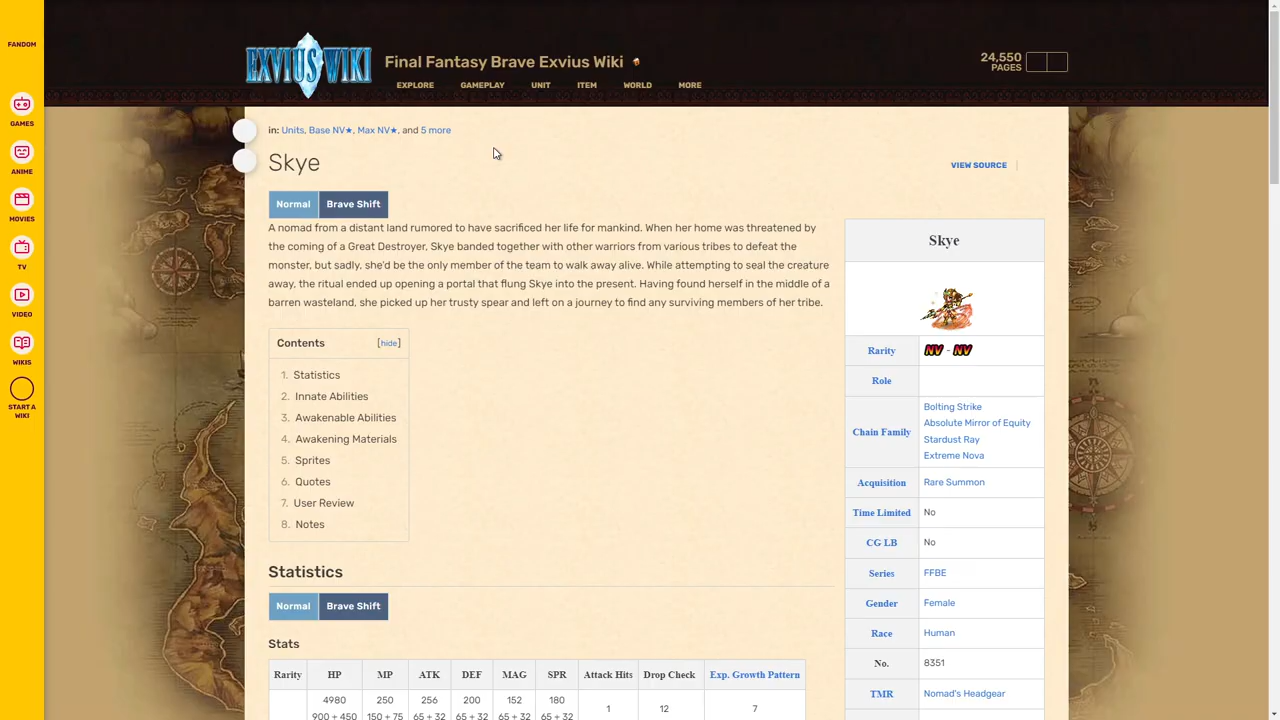 FANDOM
GAMES
ANIME
MOVIES
TV
VIDEO
WIKIS
START A
WIKI
EXVIUS WIKI
Final Fantasy Brave Exvius Wiki
24,550
PAGES
EXPLORE GAMEPLAY UNIT ITEM WORLD MORE
in: Units, Base NV★, Max NV★, and 5 more
Skye
VIEW SOURCE
Normal Brave Shift
A nomad from a distant land rumored to have sacrificed her life for mankind. When her home was threatened by
the coming of a Great Destroyer, Skye banded together with other warriors from various tribes to defeat the
monster, but sadly, she'd be the only member of the team to walk away alive. While attempting to seal the creature
away, the ritual ended up opening a portal that flung Skye into the present. Having found herself in the middle of a
barren wasteland, she picked up her trusty spear and left on a journey to find any surviving members of her tribe.
Contents [hide]
1. Statistics
2. Innate Abilities
3. Awakenable Abilities
4. Awakening Materials
5. Sprites
6. Quotes
7. User Review
8. Notes
Statistics
Normal Brave Shift
Stats
Rarity HP MP ATK DEF MAG SPR Attack Hits Drop Check Exp. Growth Pattern
4980 250 256 200 152 180
1 12 7
900 + 450 150 + 75 65 + 32 65 + 32 65 + 32 65 + 32
Skye
Rarity NV - NV
Role
Chain Family
Bolting Strike
Absolute Mirror of Equity
Stardust Ray
Extreme Nova
Acquisition Rare Summon
Time Limited No
CG LB No
Series FFBE
Gender Female
Race Human
No. 8351
TMR Nomad's Headgear